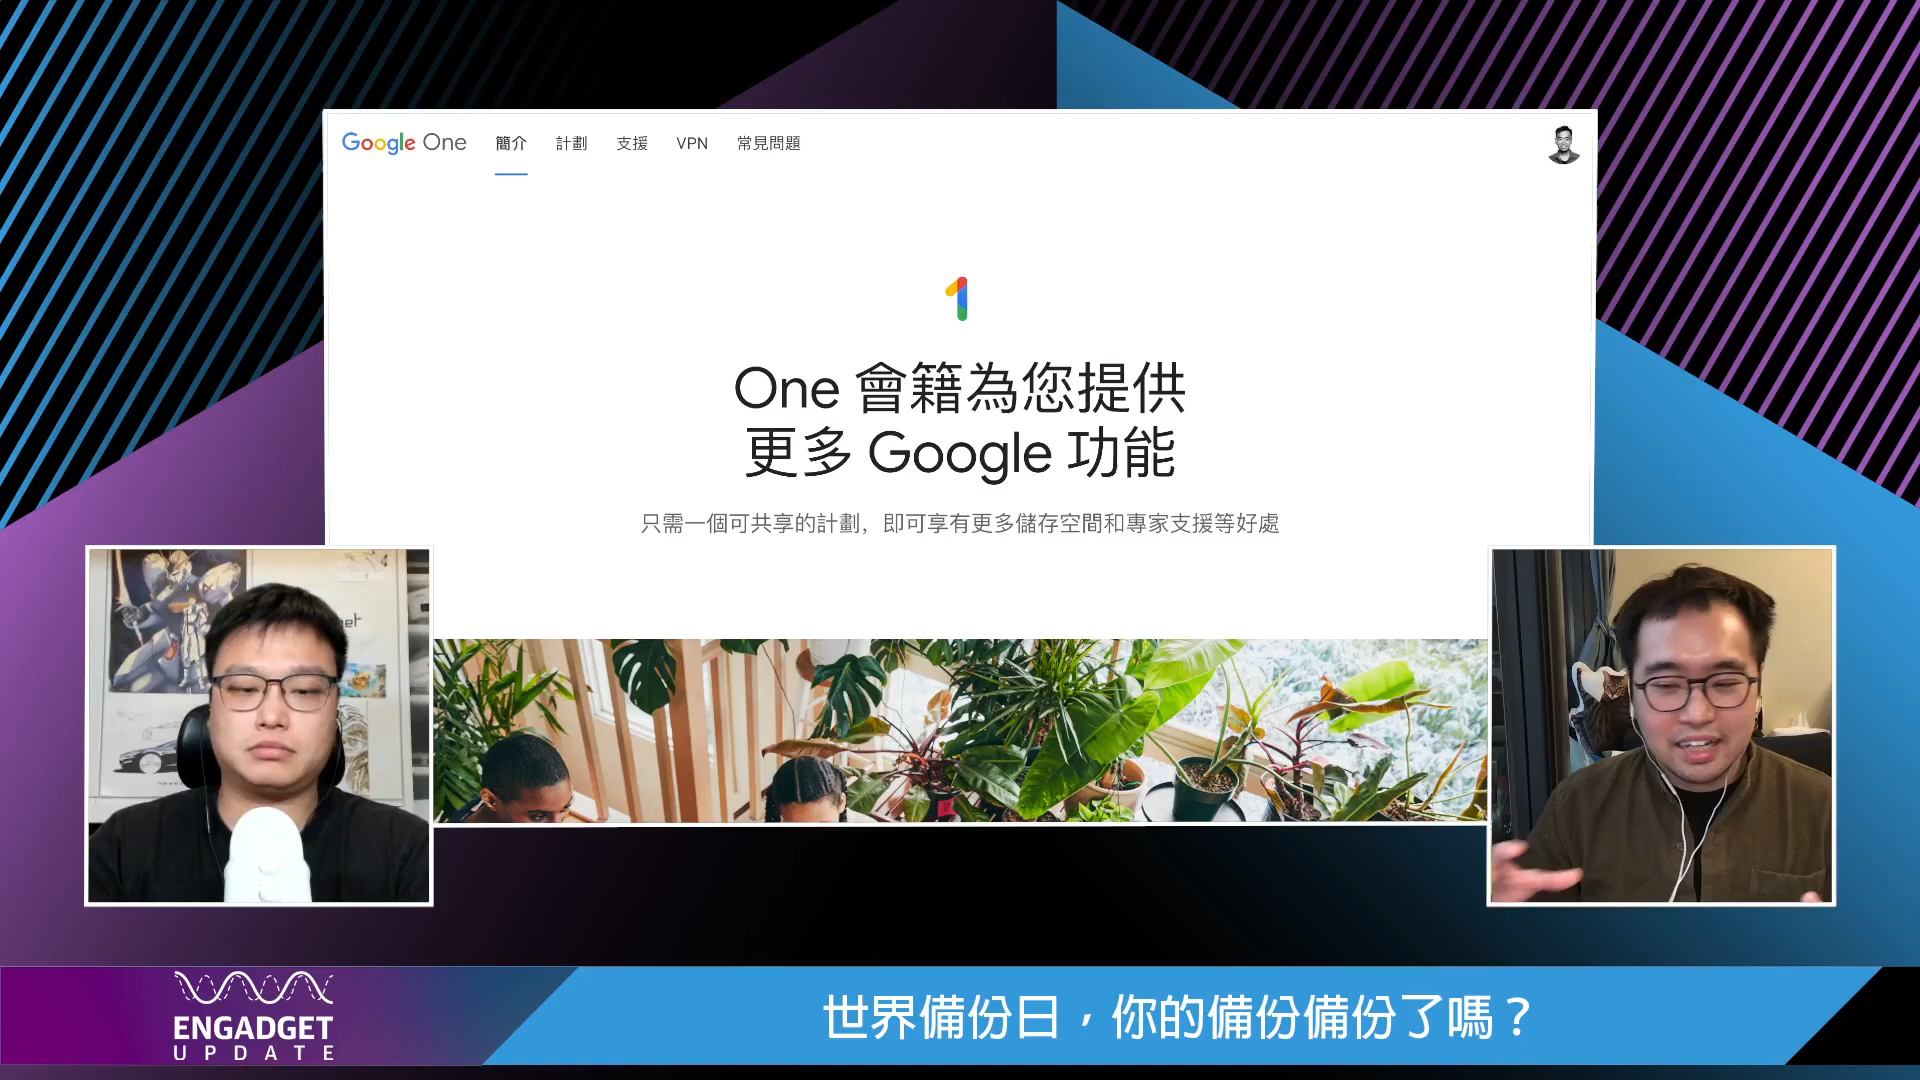 Google One 簡介 計劃 支援 VPN 常見問題
One 會籍為您提供
更多 Google 功能
只需一個可共享的計劃，即可享有更多儲存空間和專家支援等好處
ENGADGET
UPDATE
世界備份日，你的備份備份了嗎？